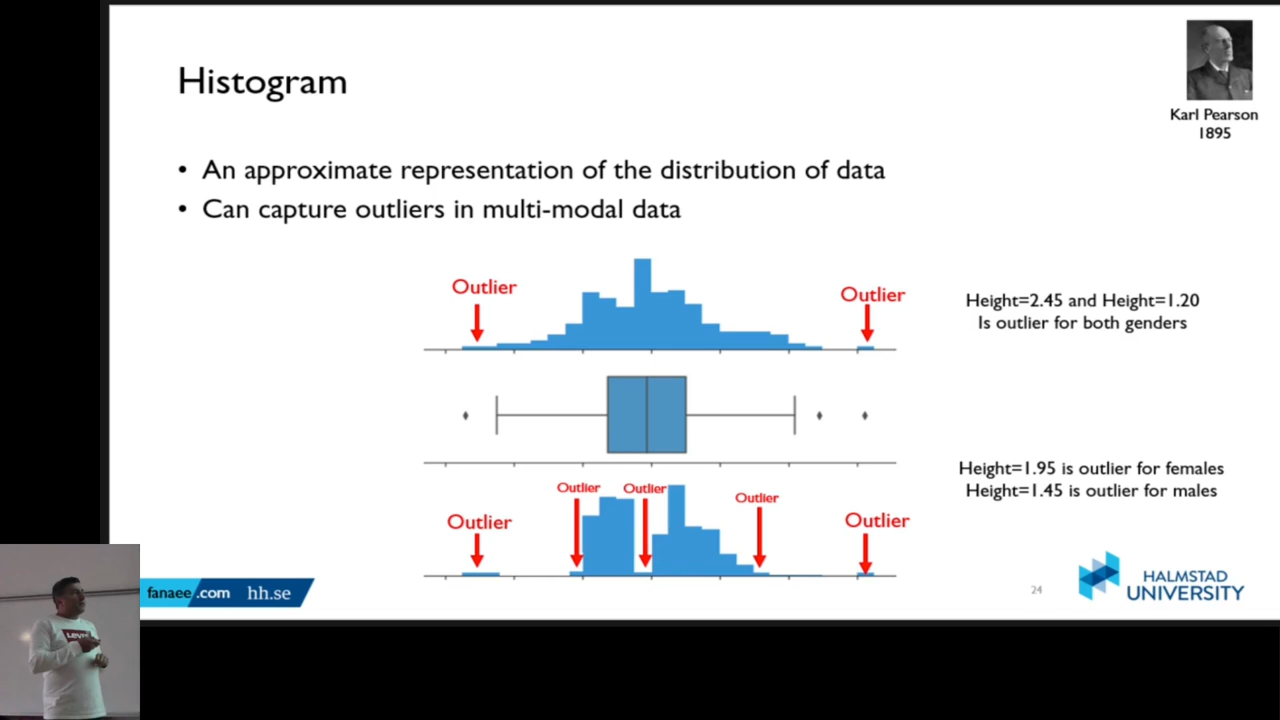 Histogram
Karl Pearson
1895
• An approximate representation of the distribution of data
• Can capture outliers in multi-modal data
Outlier
Outlier
Height=2.45 and Height=1.20
Is outlier for both genders
Height=1.95 is outlier for females
Height=1.45 is outlier for males
Outlier
Outlier
Outlier
Outlier
Outlier
fanaee.com
hh.se
24
HALMSTAD
UNIVERSITY
LEVI'S